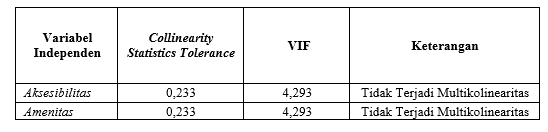 Variabel Independen
Collinearity Statistics Tolerance
VIF
Keterangan
Aksesibilitas 0,233 4,293 Tidak Terjadi Multikolinearitas
Amenitas 0,233 4,293 Tidak Terjadi Multikolinearitas